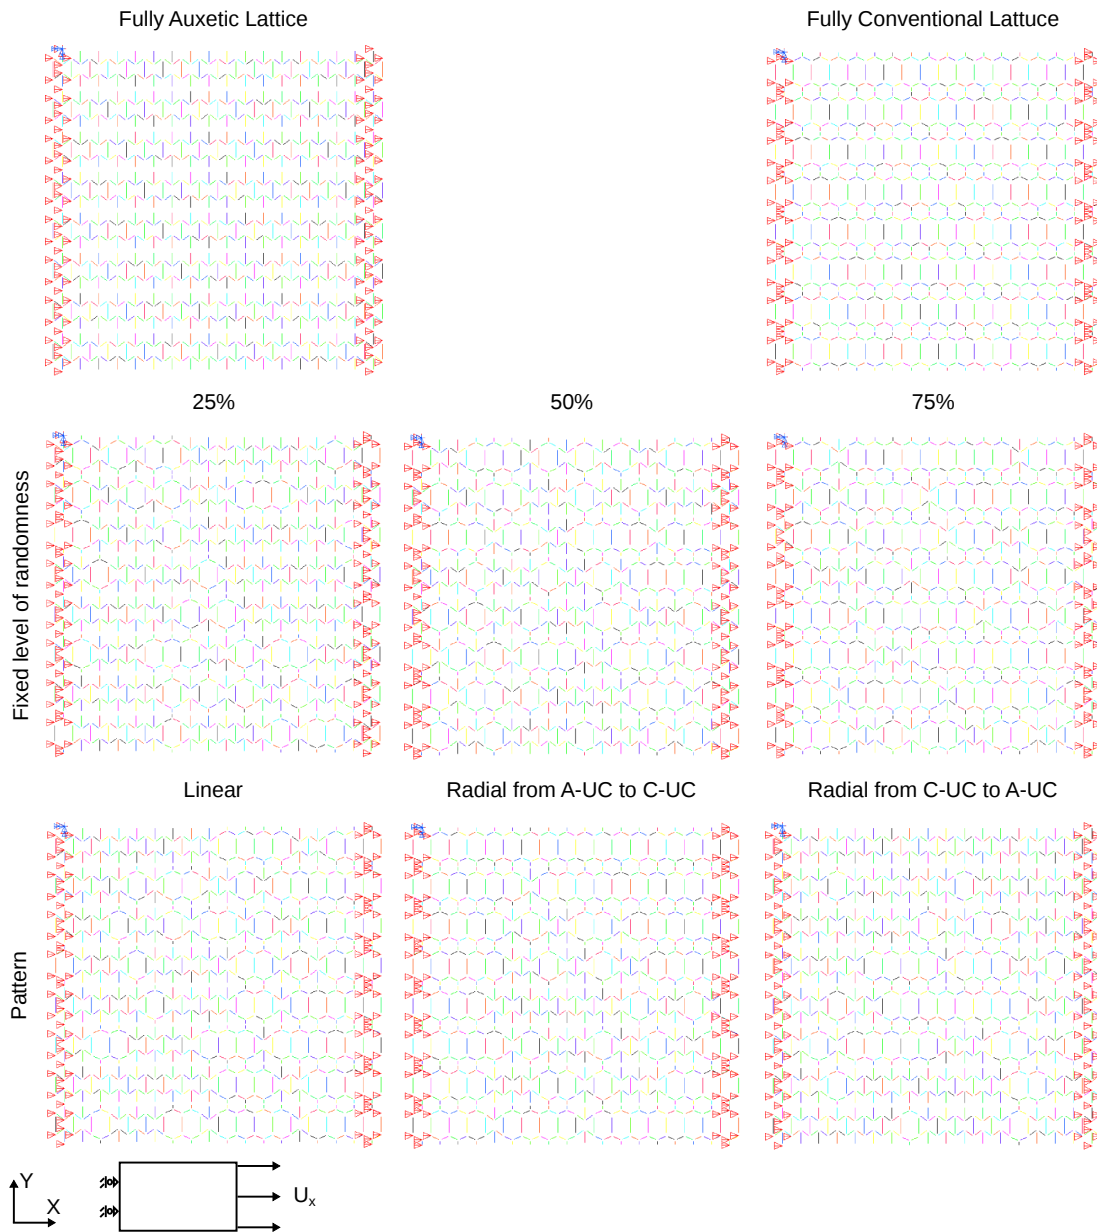 Fully Auxetic Lattice
Fully Conventional Lattuce
25%
50%
75%
Fixed level of randomness
Linear
Radial from A-UC to C-UC
Radial from C-UC to A-UC
Pattern
Y
X
Ux